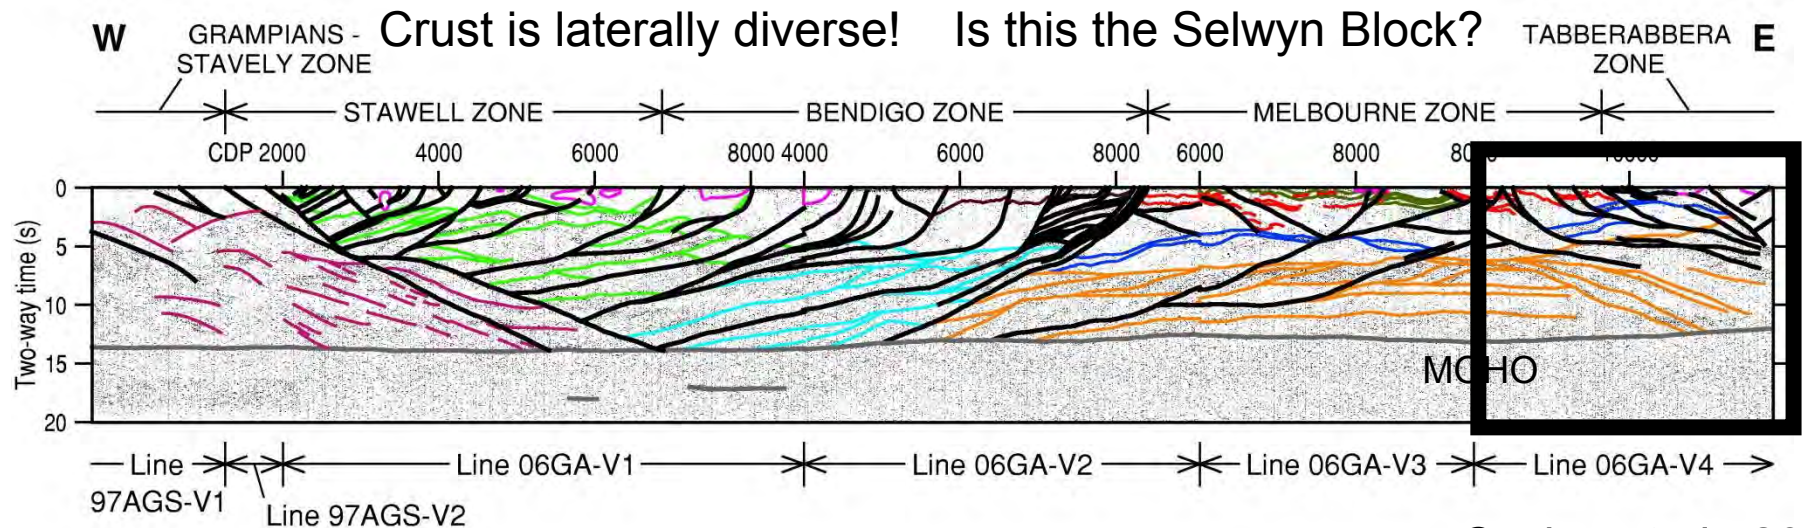 Crust is laterally diverse! Is this the Selwyn Block?
W GRAMPIANS - STAVELY ZONE TABBERABBERA ZONE E
STAWELL ZONE BENDIGO ZONE MELBOURNE ZONE
CDP 2000 4000 6000 8000 4000 6000 8000 6000 8000
Two-way time (s)
0
5
10
15
20
MOHO
Line 97AGS-V1 Line 06GA-V1 Line 06GA-V2 Line 06GA-V3 Line 06GA-V4
Line 97AGS-V2